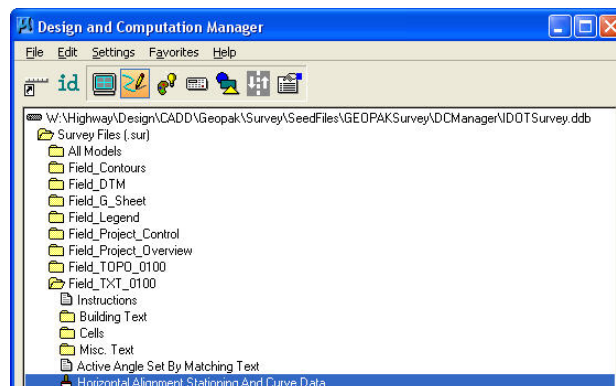 Design and Computation Manager
File Edit Settings Favorites Help
id
W:\Highway\Design\CADD\Geopak\Survey\SeedFiles\GEOPAKSurvey\DCManager\IDOTSurvey.ddb
Survey Files (.sur)
All Models
Field_Contours
Field_DTM
Field_G_Sheet
Field_Legend
Field_Project_Control
Field_Project_Overview
Field_TOPO_0100
Field_TXT_0100
Instructions
Building Text
Cells
Misc. Text
Active Angle Set By Matching Text
Horizontal Alignment Stationing And Curve Data